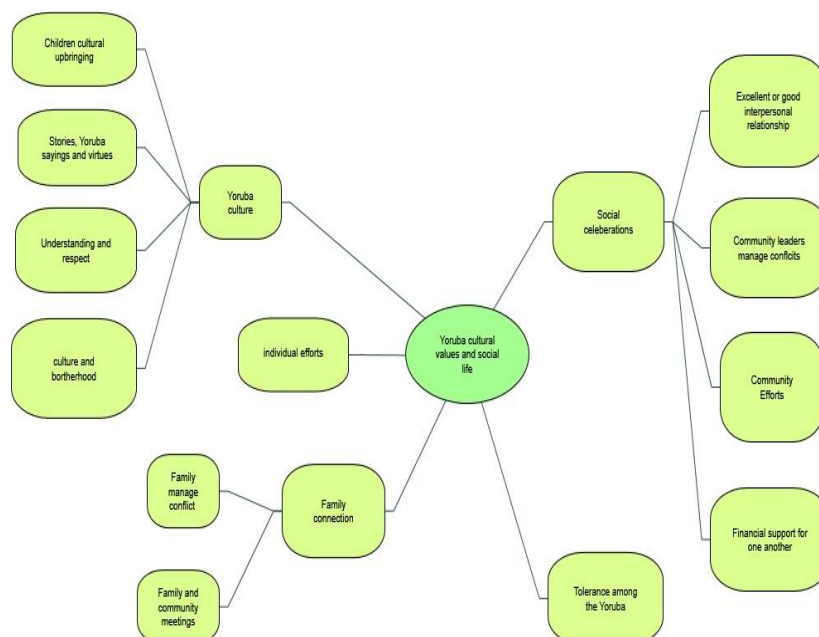 Children cultural
upbringing
Stories, Yoruba
sayings and virtues
Understanding and
respect
culture and
bortherhood
Yoruba
culture
individual efforts
Family
manage
conflict
Family and
community
meetings
Family
connection
Yoruba cultural
values and social
life
Social
celeberations
Excellent or good
interpersonal
relationship
Community leaders
manage conflcits
Community
Efforts
Financial support for
one another
Tolerance among
the Yoruba